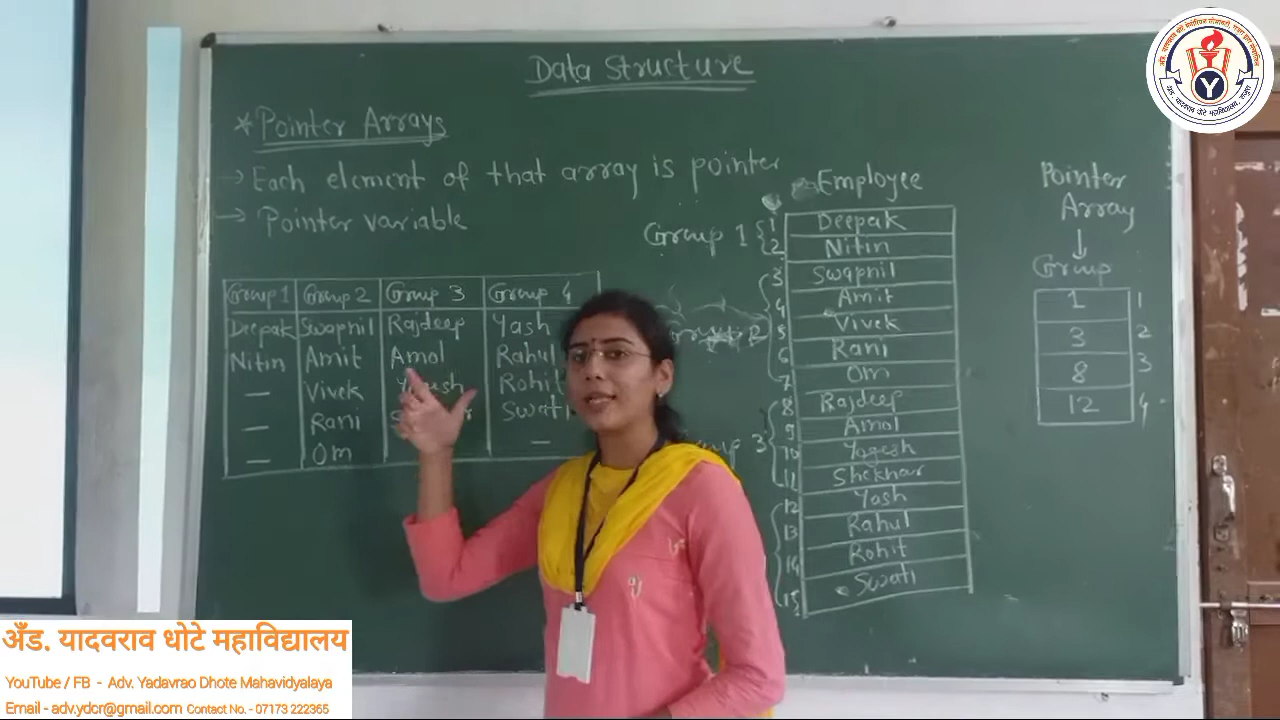 Data Structure
* Pointer Arrays
→ Each element of that array is pointer
→ Pointer variable
Group 1 Group 2 Group 3 Group 4
Deepak Swapnil Rajdeep Yash
Nitin Amit Amol Rahul
— Vivek Yogesh Rohit
— Rani Swati
— Om —
Employee
Group 1
Group 3
1 Deepak
2 Nitin
3 Swapnil
4 Amit
5 Vivek
6 Rani
7 Om
8 Rajdeep
9 Amol
10 Yogesh
11 Shekhar
12 Yash
13 Rahul
14 Rohit
15 Swati
Pointer
Array
↓
Group
1 1
3 2
8 3
12 4
Y
अ‍ॅड. यादवराव धोटे महाविद्यालय
YouTube / FB - Adv. Yadavrao Dhote Mahavidyalaya
Email - adv.ydcr@gmail.com Contact No. - 07173 222365